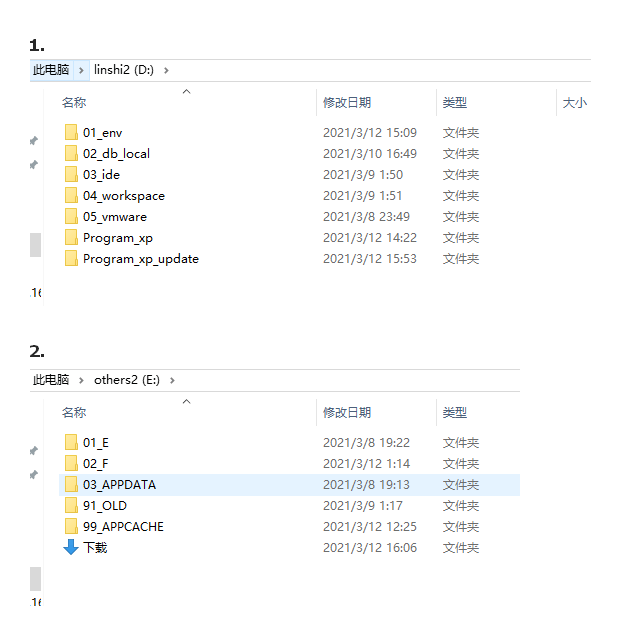 1.
此电脑 > linshi2 (D:) >
名称 修改日期 类型 大小
01_env 2021/3/12 15:09 文件夹
02_db_local 2021/3/10 16:49 文件夹
03_ide 2021/3/9 1:50 文件夹
04_workspace 2021/3/9 1:51 文件夹
05_vmware 2021/3/8 23:49 文件夹
Program_xp 2021/3/12 14:22 文件夹
Program_xp_update 2021/3/12 15:53 文件夹
2.
此电脑 > others2 (E:) >
名称 修改日期 类型
01_E 2021/3/8 19:22 文件夹
02_F 2021/3/12 1:14 文件夹
03_APPDATA 2021/3/8 19:13 文件夹
91_OLD 2021/3/9 1:17 文件夹
99_APPCACHE 2021/3/12 12:25 文件夹
下载 2021/3/12 16:06 文件夹